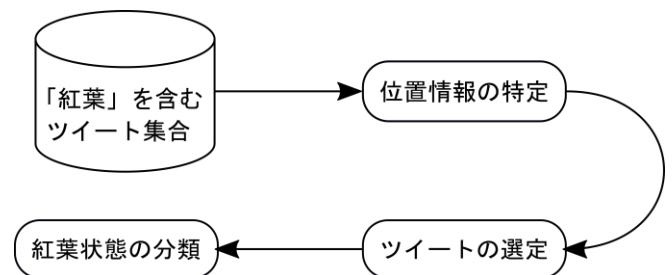 「紅葉」を含む
ツイート集合
位置情報の特定
ツイートの選定
紅葉状態の分類